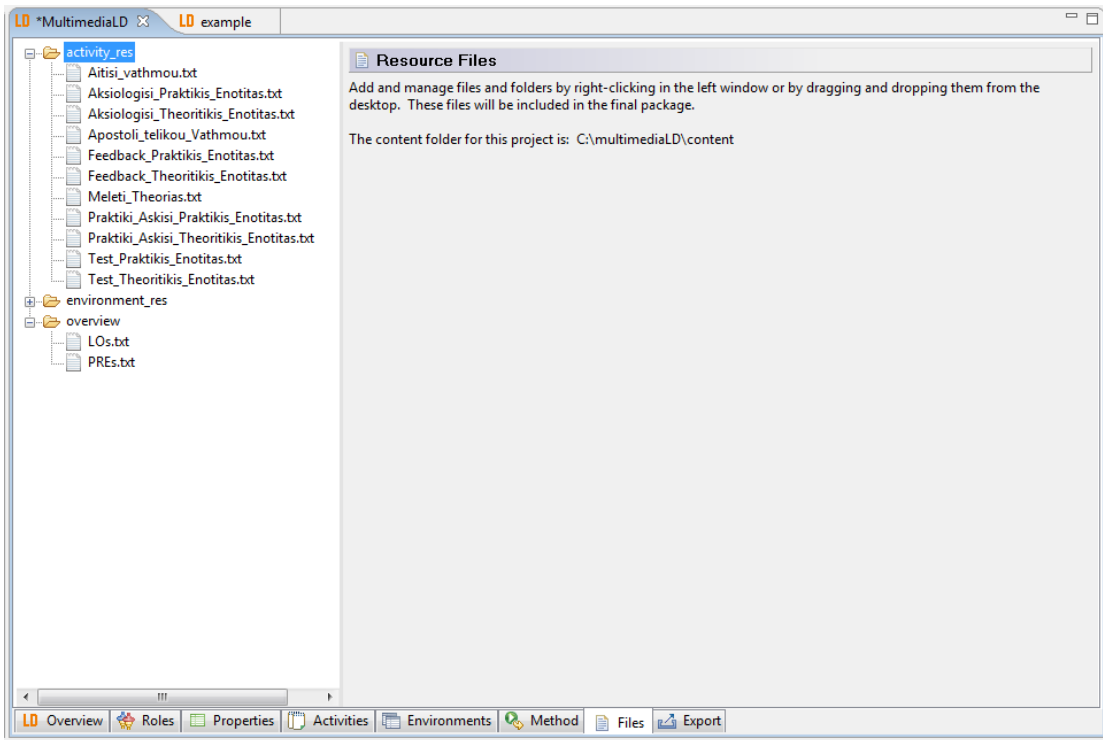 LD *MultimediaLD
LD example
activity_res
Aitisi_vathmou.txt
Aksiologisi_Praktikis_Enotitas.txt
Aksiologisi_Theoritikis_Enotitas.txt
Apostoli_telikou_Vathmou.txt
Feedback_Praktikis_Enotitas.txt
Feedback_Theoritikis_Enotitas.txt
Meleti_Theorias.txt
Praktiki_Askisi_Praktikis_Enotitas.txt
Praktiki_Askisi_Theoritikis_Enotitas.txt
Test_Praktikis_Enotitas.txt
Test_Theoritikis_Enotitas.txt
environment_res
overview
LOs.txt
PREs.txt
Resource Files
Add and manage files and folders by right-clicking in the left window or by dragging and dropping them from the
desktop. These files will be included in the final package.
The content folder for this project is: C:\multimediaLD\content
LD Overview Roles Properties Activities Environments Method Files Export